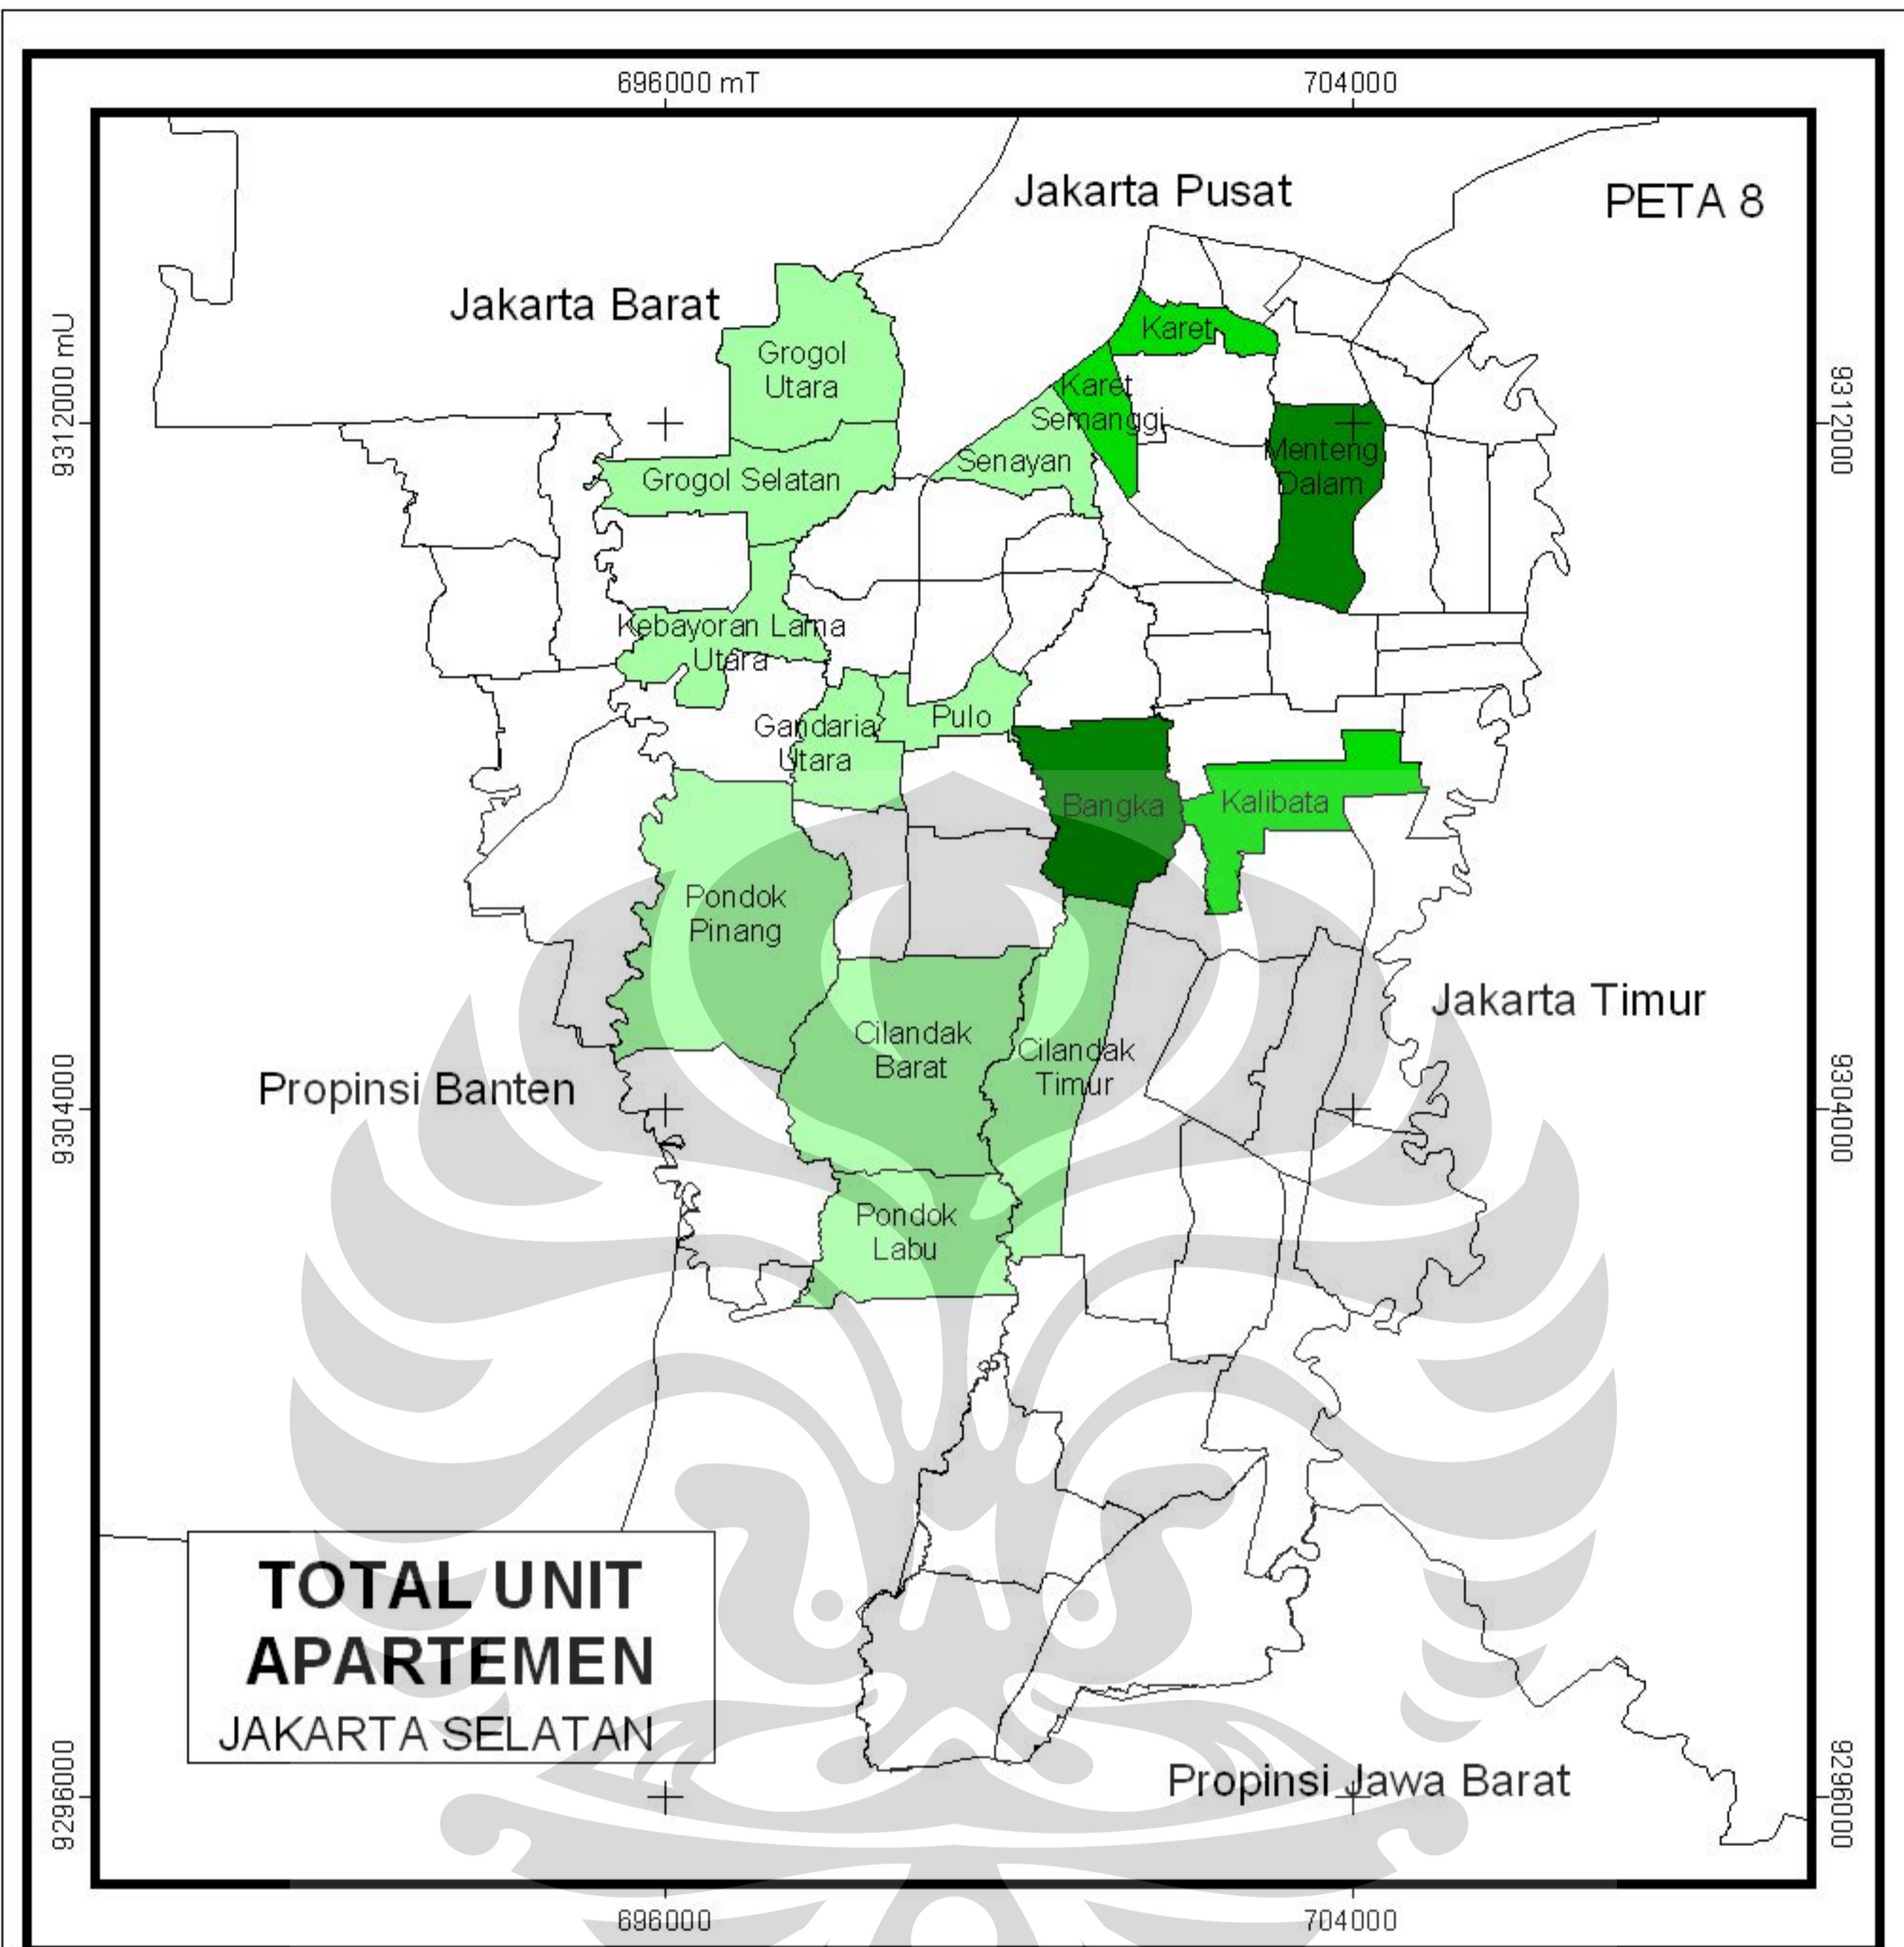 696000 mT
704000
Jakarta Pusat
PETA 8
Jakarta Barat
9312000 mU
9312000
Karet
Grogol
Utara
Karet
Semanggi
Menteng
Dalam
Senayan
Grogol Selatan
Kebayoran Lama
Utara
Gandaria
Utara
Pulo
Bangka
Kalibata
Pondok
Pinang
Cilandak
Barat
Cilandak
Timur
Jakarta Timur
Propinsi Banten
9304000
9304000
Pondok
Labu
TOTAL UNIT
APARTEMEN
JAKARTA SELATAN
Propinsi Jawa Barat
9296000
9296000
696000
704000